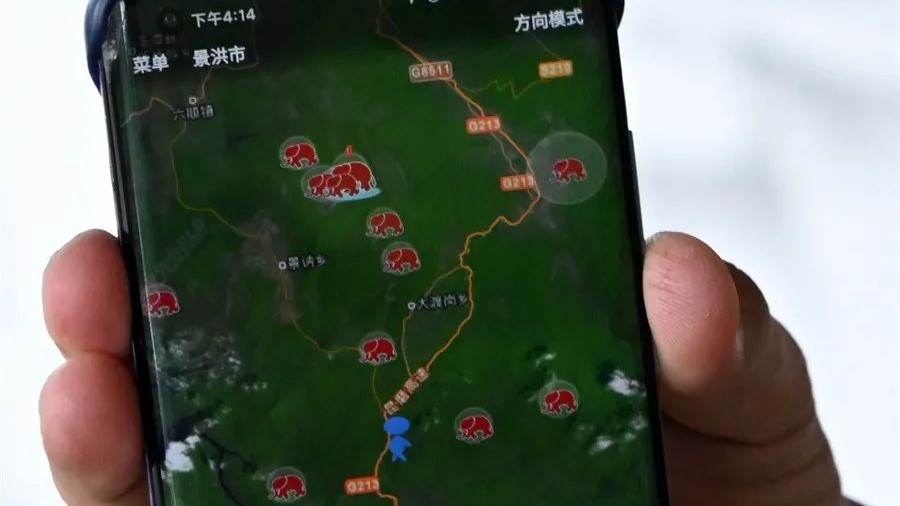 下午4:14
方向模式
菜单 景洪市
G8511
S219
六顺镇
G213
G213
景讷乡
大渡岗乡
昆磨高速
G213